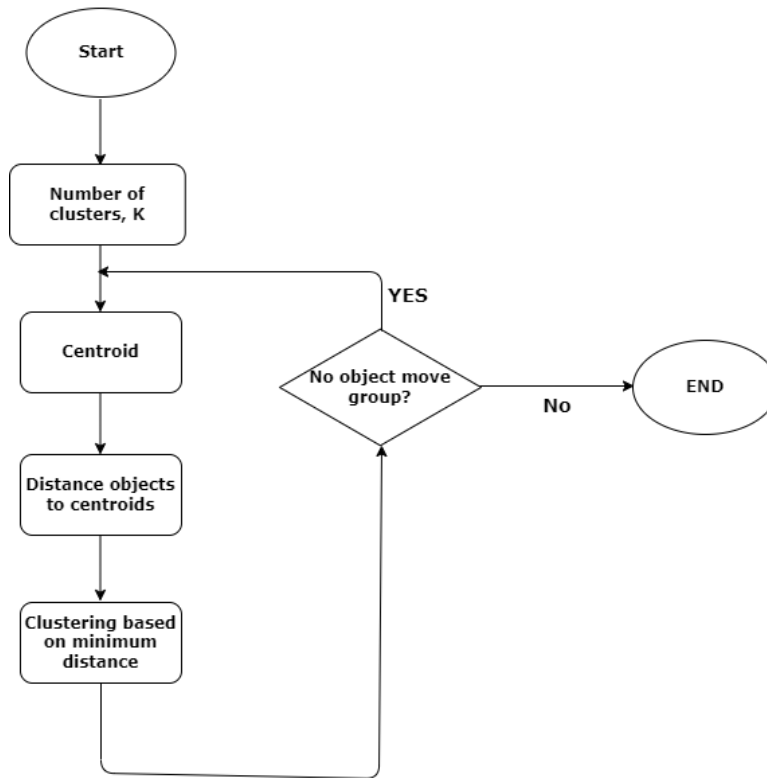 Start
Number of
clusters, K
Centroid
Distance objects
to centroids
Clustering based
on minimum
distance
YES
No object move
group?
No
END